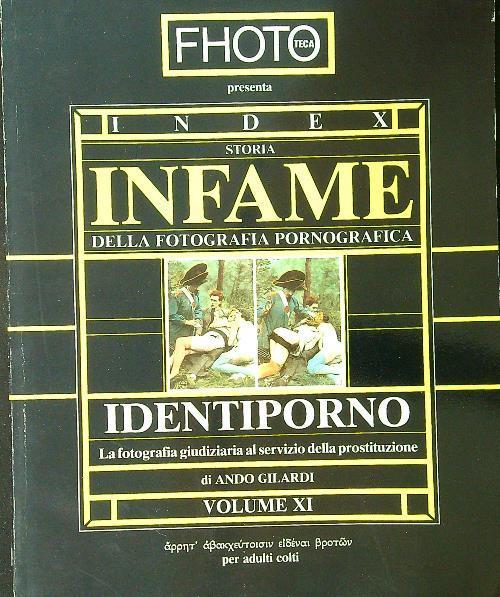 FHOTO TECA
presenta
INDEX
STORIA
INFAME
DELLA FOTOGRAFIA PORNOGRAFICA
IDENTIPORNO
La fotografia giudiziaria al servizio della prostituzione
di ANDO GILARDI
VOLUME XI
ἄρρητ' ἀβακχεύτοισιν εἰδέναι βροτῶν
per adulti colti